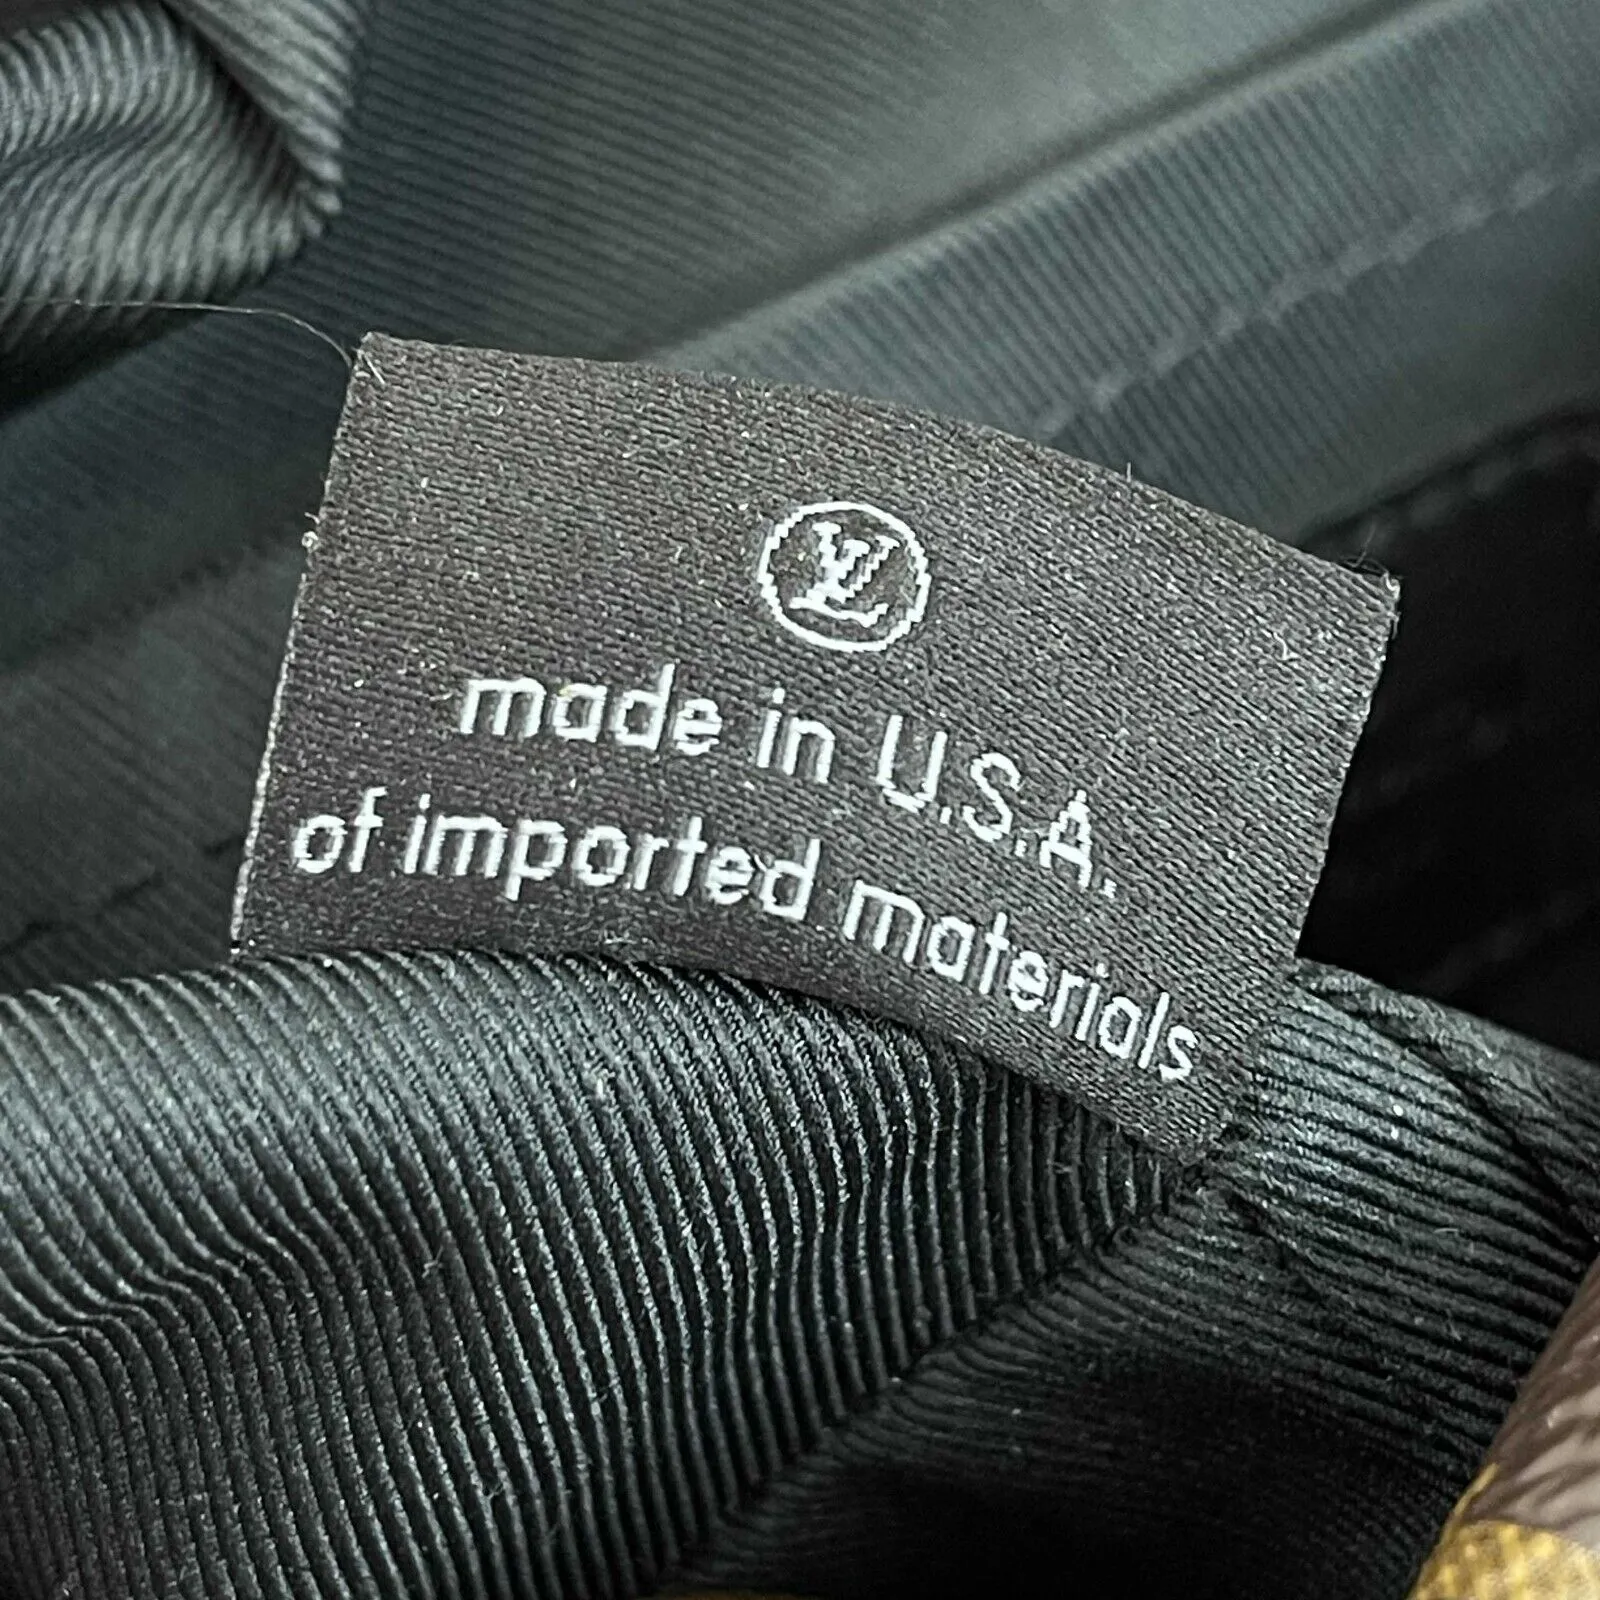 LV
made in U.S.A.
of imported materials